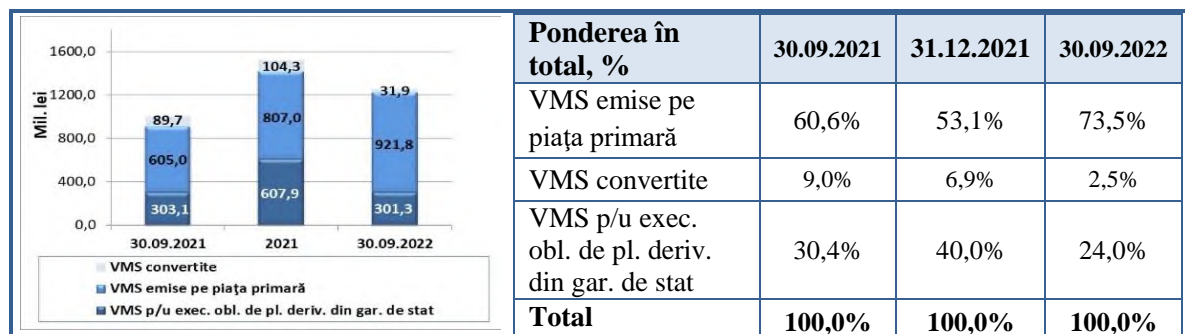 Mil. lei
1600,0
1200,0
800,0
400,0
0,0
89,7
605,0
303,1
104,3
807,0
607,9
31,9
921,8
301,3
30.09.2021 2021 30.09.2022
VMS convertite
VMS emise pe piaţa primară
VMS p/u exec. obl. de pl. deriv. din gar. de stat
Ponderea în
total, % 30.09.2021 31.12.2021 30.09.2022
VMS emise pe
piaţa primară 60,6% 53,1% 73,5%
VMS convertite 9,0% 6,9% 2,5%
VMS p/u exec.
obl. de pl. deriv. 30,4% 40,0% 24,0%
din gar. de stat
Total 100,0% 100,0% 100,0%